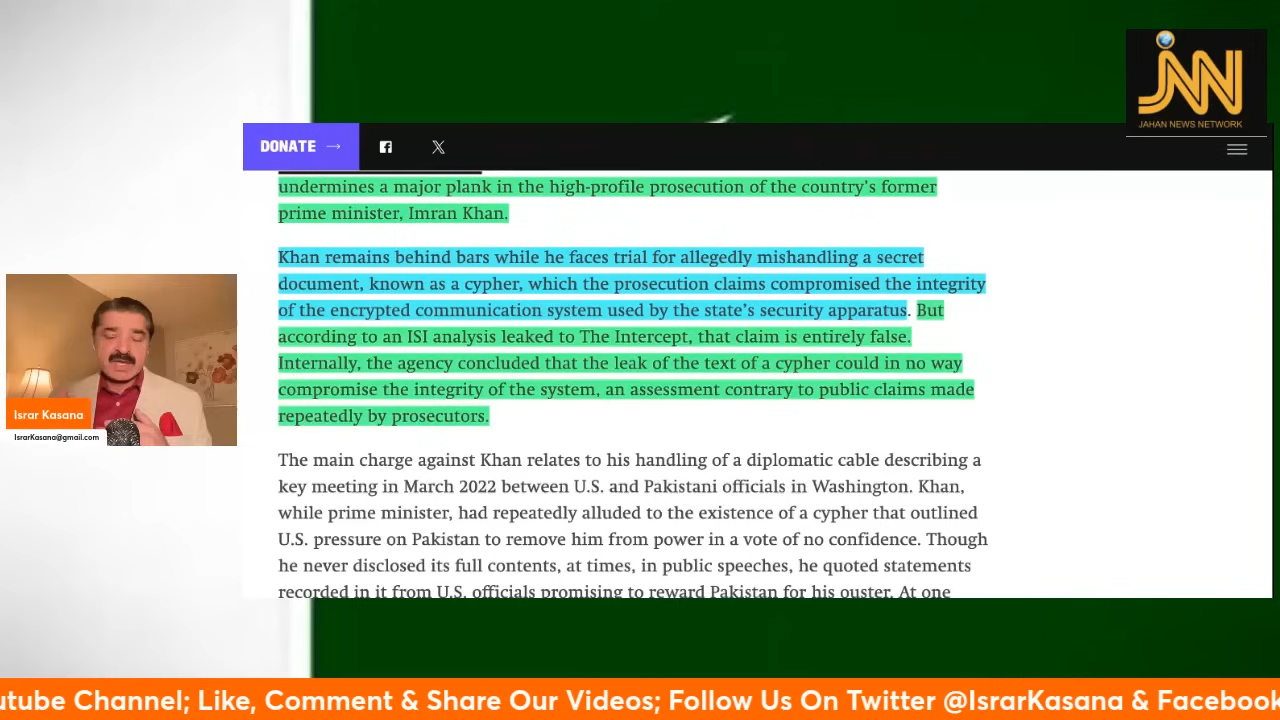 JNN
JAHAN NEWS NETWORK
DONATE →
undermines a major plank in the high-profile prosecution of the country's former
prime minister, Imran Khan.
Khan remains behind bars while he faces trial for allegedly mishandling a secret
document, known as a cypher, which the prosecution claims compromised the integrity
of the encrypted communication system used by the state's security apparatus. But
according to an ISI analysis leaked to The Intercept, that claim is entirely false.
Internally, the agency concluded that the leak of the text of a cypher could in no way
compromise the integrity of the system, an assessment contrary to public claims made
repeatedly by prosecutors.
The main charge against Khan relates to his handling of a diplomatic cable describing a
key meeting in March 2022 between U.S. and Pakistani officials in Washington. Khan,
while prime minister, had repeatedly alluded to the existence of a cypher that outlined
U.S. pressure on Pakistan to remove him from power in a vote of no confidence. Though
he never disclosed its full contents, at times, in public speeches, he quoted statements
recorded in it from U.S. officials promising to reward Pakistan for his ouster. At one
Israr Kasana
IsrarKasana@gmail.com
utube Channel; Like, Comment & Share Our Videos; Follow Us On Twitter @IsrarKasana & Facebook